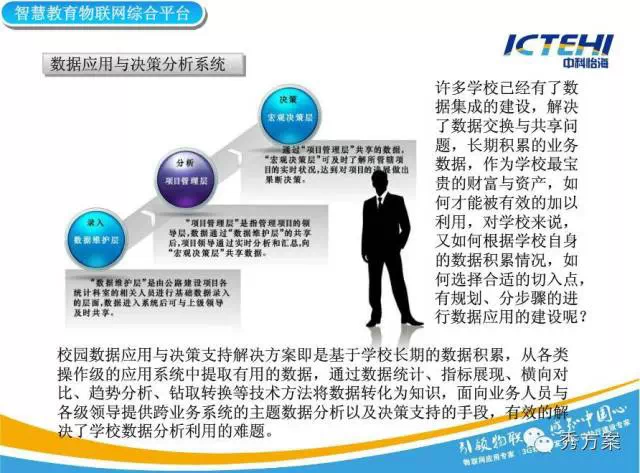 智慧教育物联网综合平台
ICTEHI
中科怡海
数据应用与决策分析系统
决策
宏观决策层
通过“项目管理层”共享的数据,
“宏观决策层”可及时了解所管辖项
目的实时状况,达到对项目的进展做出
果断决策。
分析
项目管理层
“项目管理层”是指管理项目的领
导层,数据通过“数据维护层”的共享
后,项目领导通过实时分析和汇总,向
“宏观决策层”共享数据。
录入
数据维护层
“数据维护层”是由公路建设项目各
统计科室的相关人员进行基础数据录入
的层面,数据进入系统后可与上级领导
及时共享。
许多学校已经有了数
据集成的建设，解决
了数据交换与共享问
题，长期积累的业务
数据，作为学校最宝
贵的财富与资产，如
何才能被有效的加以
利用，对学校来说，
又如何根据学校自身
的数据积累情况，如
何选择合适的切入点，
有规划、分步骤的进
行数据应用的建设呢？
校园数据应用与决策支持解决方案即是基于学校长期的数据积累，从各类
操作级的应用系统中提取有用的数据，通过数据统计、指标展现、横向对
比、趋势分析、钻取转换等技术方法将数据转化为知识，面向业务人员与
各级领导提供跨业务系统的主题数据分析以及决策支持的手段，有效的解
决了学校数据分析利用的难题。
引领物联
中国心
物联网应用专家
秀方案